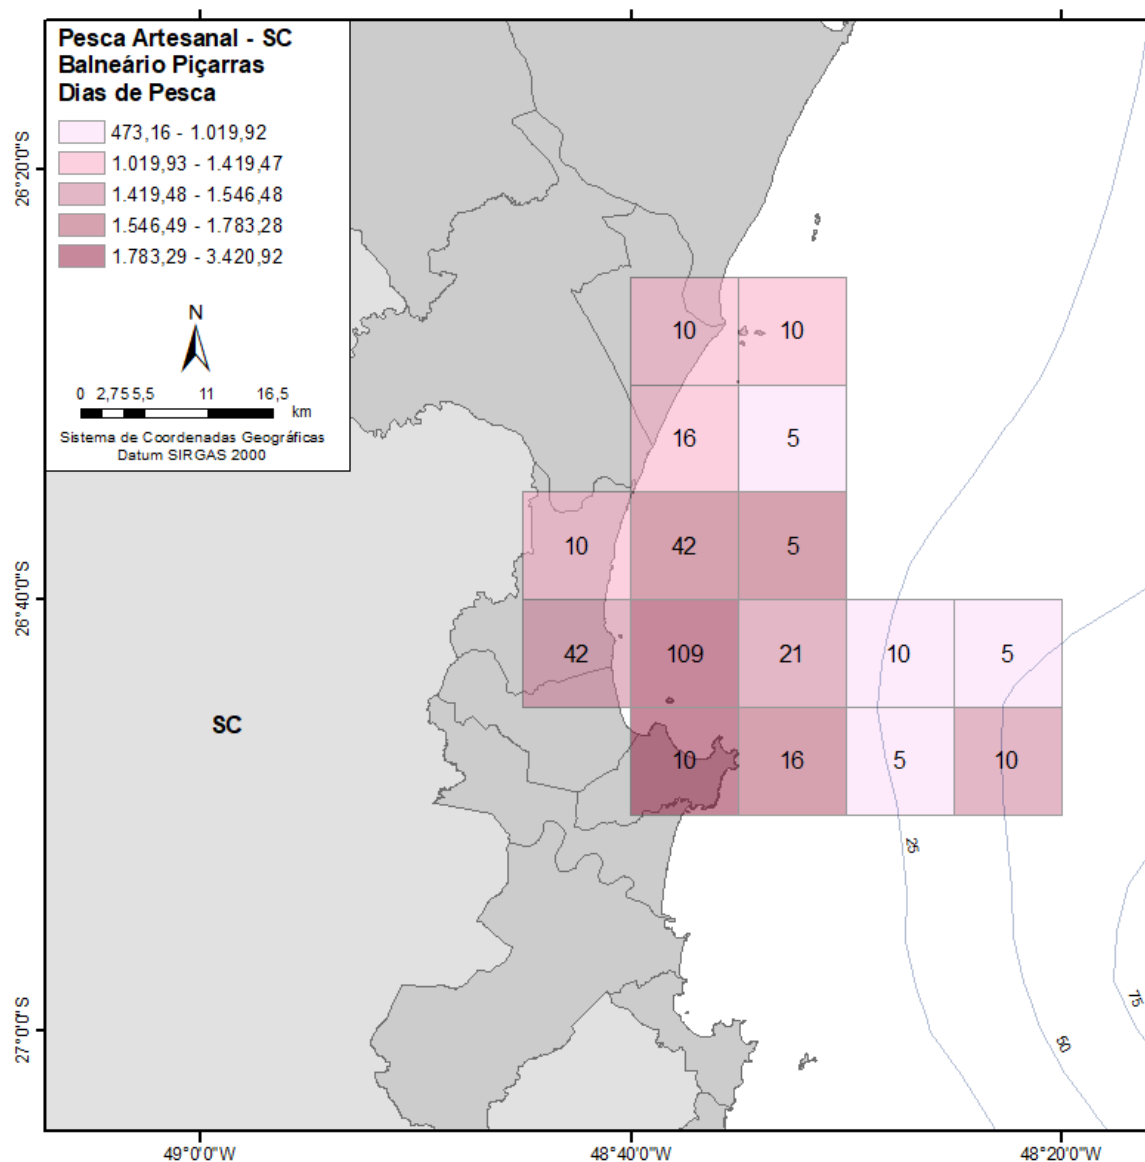 Pesca Artesanal - SC
Balneário Piçarras
Dias de Pesca
473,16 - 1.019,92
1.019,93 - 1.419,47
1.419,48 - 1.546,48
1.546,49 - 1.783,28
1.783,29 - 3.420,92
N
0 2,75 5,5 11 16,5
km
Sistema de Coordenadas Geográficas
Datum SIRGAS 2000
26°20'0"S
26°40'0"S
27°0'0"S
10 10
16 5
10 42 5
42 109 21 10 5
10 16 5 10
SC
25
50
75
49°0'0"W 48°40'0"W 48°20'0"W